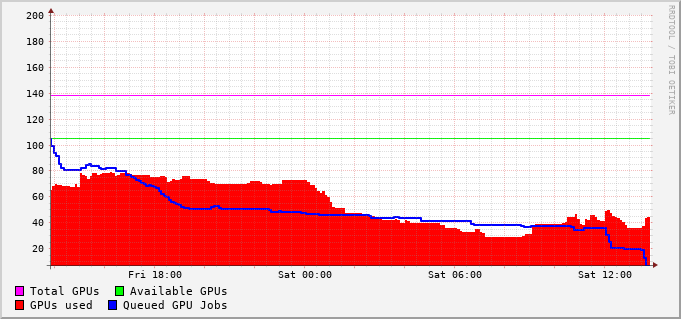 RRDTOOL / TOBI OETIKER
200
180
160
140
120
100
80
60
40
20
Fri 18:00 Sat 00:00 Sat 06:00 Sat 12:00
Total GPUs Available GPUs
GPUs used Queued GPU Jobs